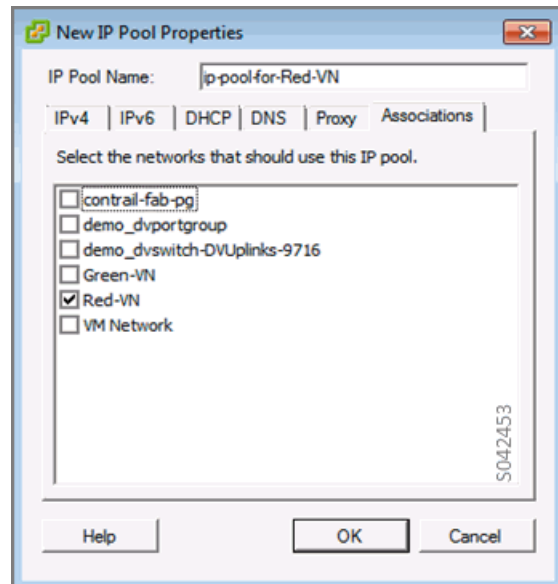 New IP Pool Properties
IP Pool Name: ip-pool-for-Red-VN
IPv4 IPv6 DHCP DNS Proxy Associations
Select the networks that should use this IP pool.
contrail-fab-pg
demo_dvportgroup
demo_dvswitch-DVUplinks-9716
Green-VN
Red-VN
VM Network
S042453
Help OK Cancel